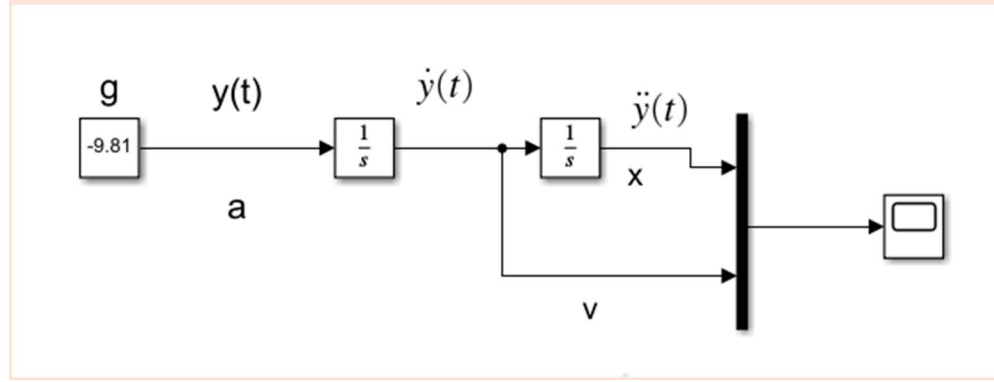 g
y(t)
ẏ(t)
ÿ(t)
-9.81
1/s
1/s
x
a
v